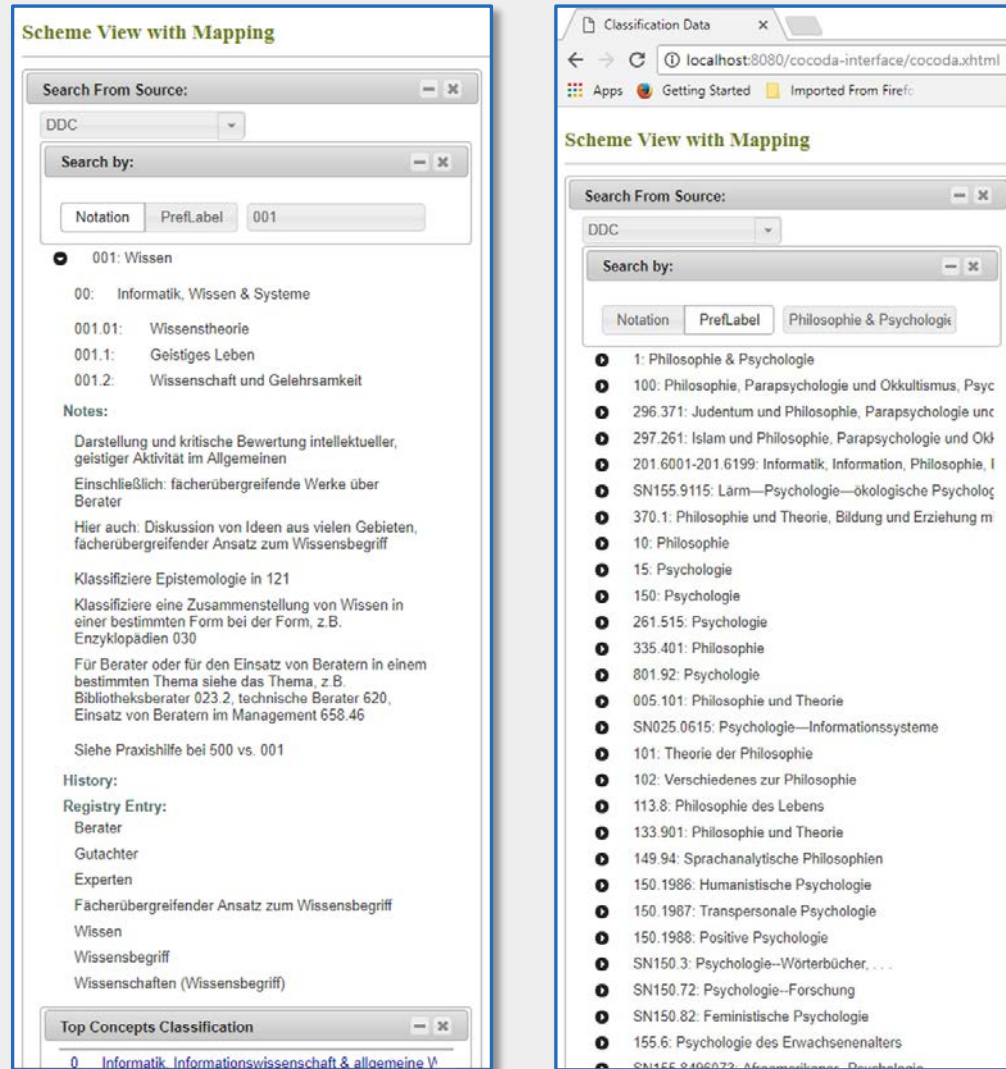 Scheme View with Mapping
Search From Source:
DDC
Search by:
Notation PrefLabel 001
001: Wissen
00: Informatik, Wissen & Systeme
001.01: Wissenstheorie
001.1: Geistiges Leben
001.2: Wissenschaft und Gelehrsamkeit
Notes:
Darstellung und kritische Bewertung intellektueller,
geistiger Aktivität im Allgemeinen
Einschließlich: fächerübergreifende Werke über
Berater
Hier auch: Diskussion von Ideen aus vielen Gebieten,
fächerübergreifender Ansatz zum Wissensbegriff
Klassifiziere Epistemologie in 121
Klassifiziere eine Zusammenstellung von Wissen in
einer bestimmten Form bei der Form, z.B.
Enzyklopädien 030
Für Berater oder für den Einsatz von Beratern in einem
bestimmten Thema siehe das Thema, z.B.
Bibliotheksberater 023.2, technische Berater 620,
Einsatz von Beratern im Management 658.46
Siehe Praxishilfe bei 500 vs. 001
History:
Registry Entry:
Berater
Gutachter
Experten
Fächerübergreifender Ansatz zum Wissensbegriff
Wissen
Wissensbegriff
Wissenschaften (Wissensbegriff)
Top Concepts Classification
0 Informatik, Informationswissenschaft & allgemeine
Classification Data
localhost:8080/cocoda-interface/cocoda.xhtml
Apps Getting Started Imported From
Scheme View with Mapping
Search From Source:
DDC
Search by:
Notation PrefLabel Philosophie & Psychologie
1: Philosophie & Psychologie
100: Philosophie, Parapsychologie und Okkultismus, Psyc
296.371: Judentum und Philosophie, Parapsychologie und
297.261: Islam und Philosophie, Parapsychologie und
201.6001-201.6199: Informatik, Information, Philosophie,
SN155.9115: Lärm—Psychologie—ökologische Psycholog
370.1: Philosophie und Theorie, Bildung und Erziehung m
10: Philosophie
15: Psychologie
150: Psychologie
261.515: Psychologie
335.401: Philosophie
801.92: Psychologie
005.101: Philosophie und Theorie
SN025.0615: Psychologie—Informationssysteme
101: Theorie der Philosophie
102: Verschiedenes zur Philosophie
113.8: Philosophie des Lebens
133.901: Philosophie und Theorie
149.94: Sprachanalytische Philosophien
150.1986: Humanistische Psychologie
150.1987: Transpersonale Psychologie
150.1988: Positive Psychologie
SN150.3: Psychologie--Wörterbücher, . . .
SN150.72: Psychologie--Forschung
SN150.82: Feministische Psychologie
155.6: Psychologie des Erwachsenenalters